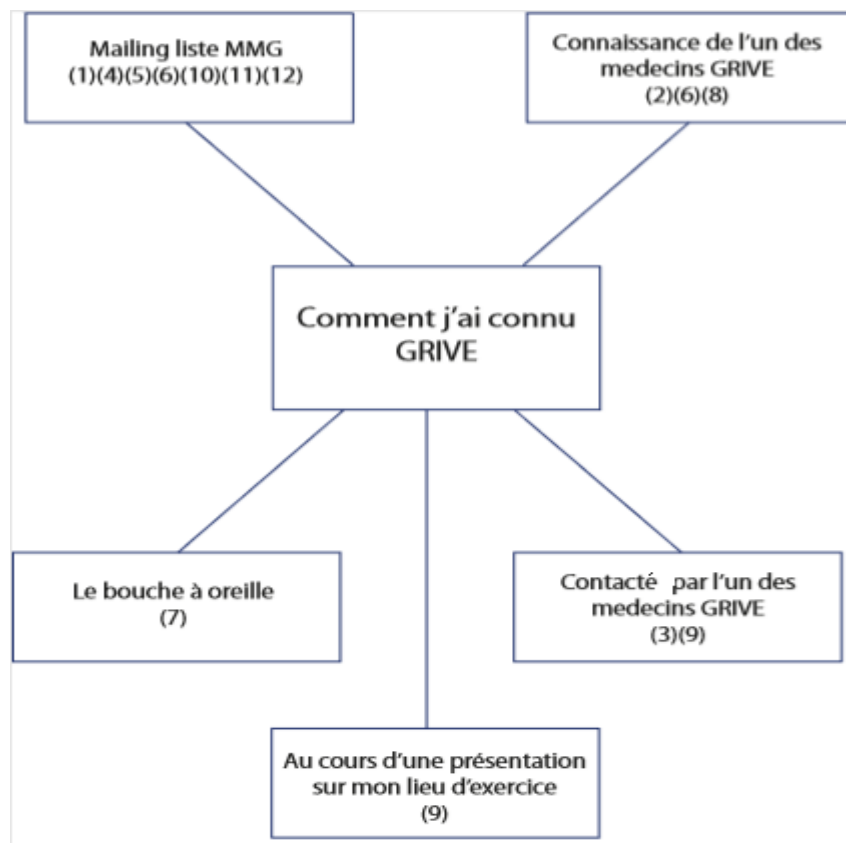 Mailing liste MMG
(1)(4)(5)(6)(10)(11)(12)
Connaissance de l'un des
medecins GRIVE
(2)(6)(8)
Comment j'ai connu
GRIVE
Le bouche à oreille
(7)
Contacté par l'un des
medecins GRIVE
(3)(9)
Au cours d'une présentation
sur mon lieu d'exercice
(9)